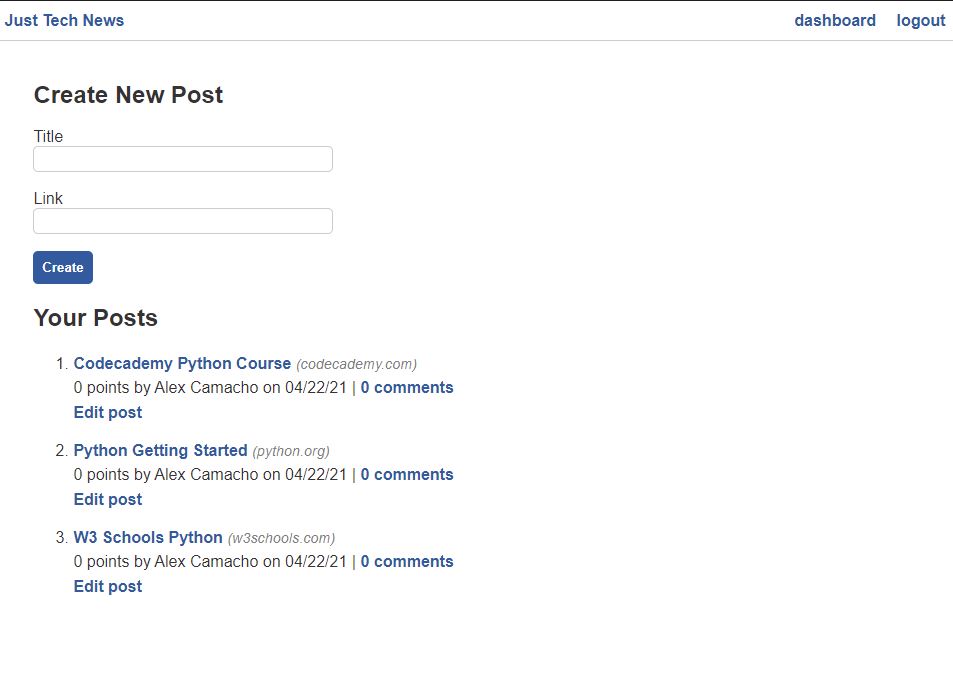 Just Tech News dashboard logout
Create New Post
Title
Link
Create
Your Posts
1. Codecademy Python Course (codecademy.com)
0 points by Alex Camacho on 04/22/21 | 0 comments
Edit post
2. Python Getting Started (python.org)
0 points by Alex Camacho on 04/22/21 | 0 comments
Edit post
3. W3 Schools Python (w3schools.com)
0 points by Alex Camacho on 04/22/21 | 0 comments
Edit post